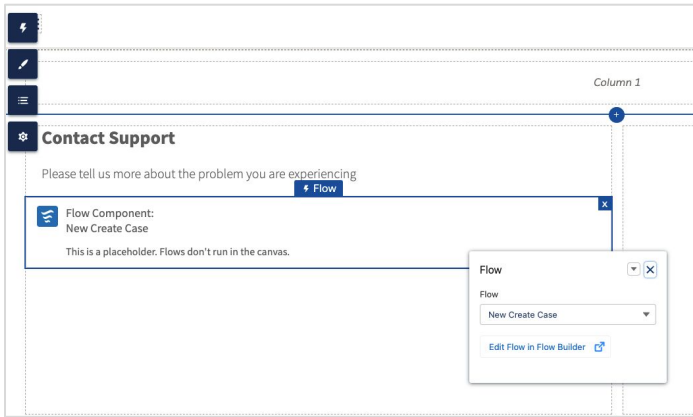 Column 1
Contact Support
Please tell us more about the problem you are experiencing
Flow
Flow Component:
New Create Case
This is a placeholder. Flows don't run in the canvas.
Flow
Flow
New Create Case
Edit Flow in Flow Builder